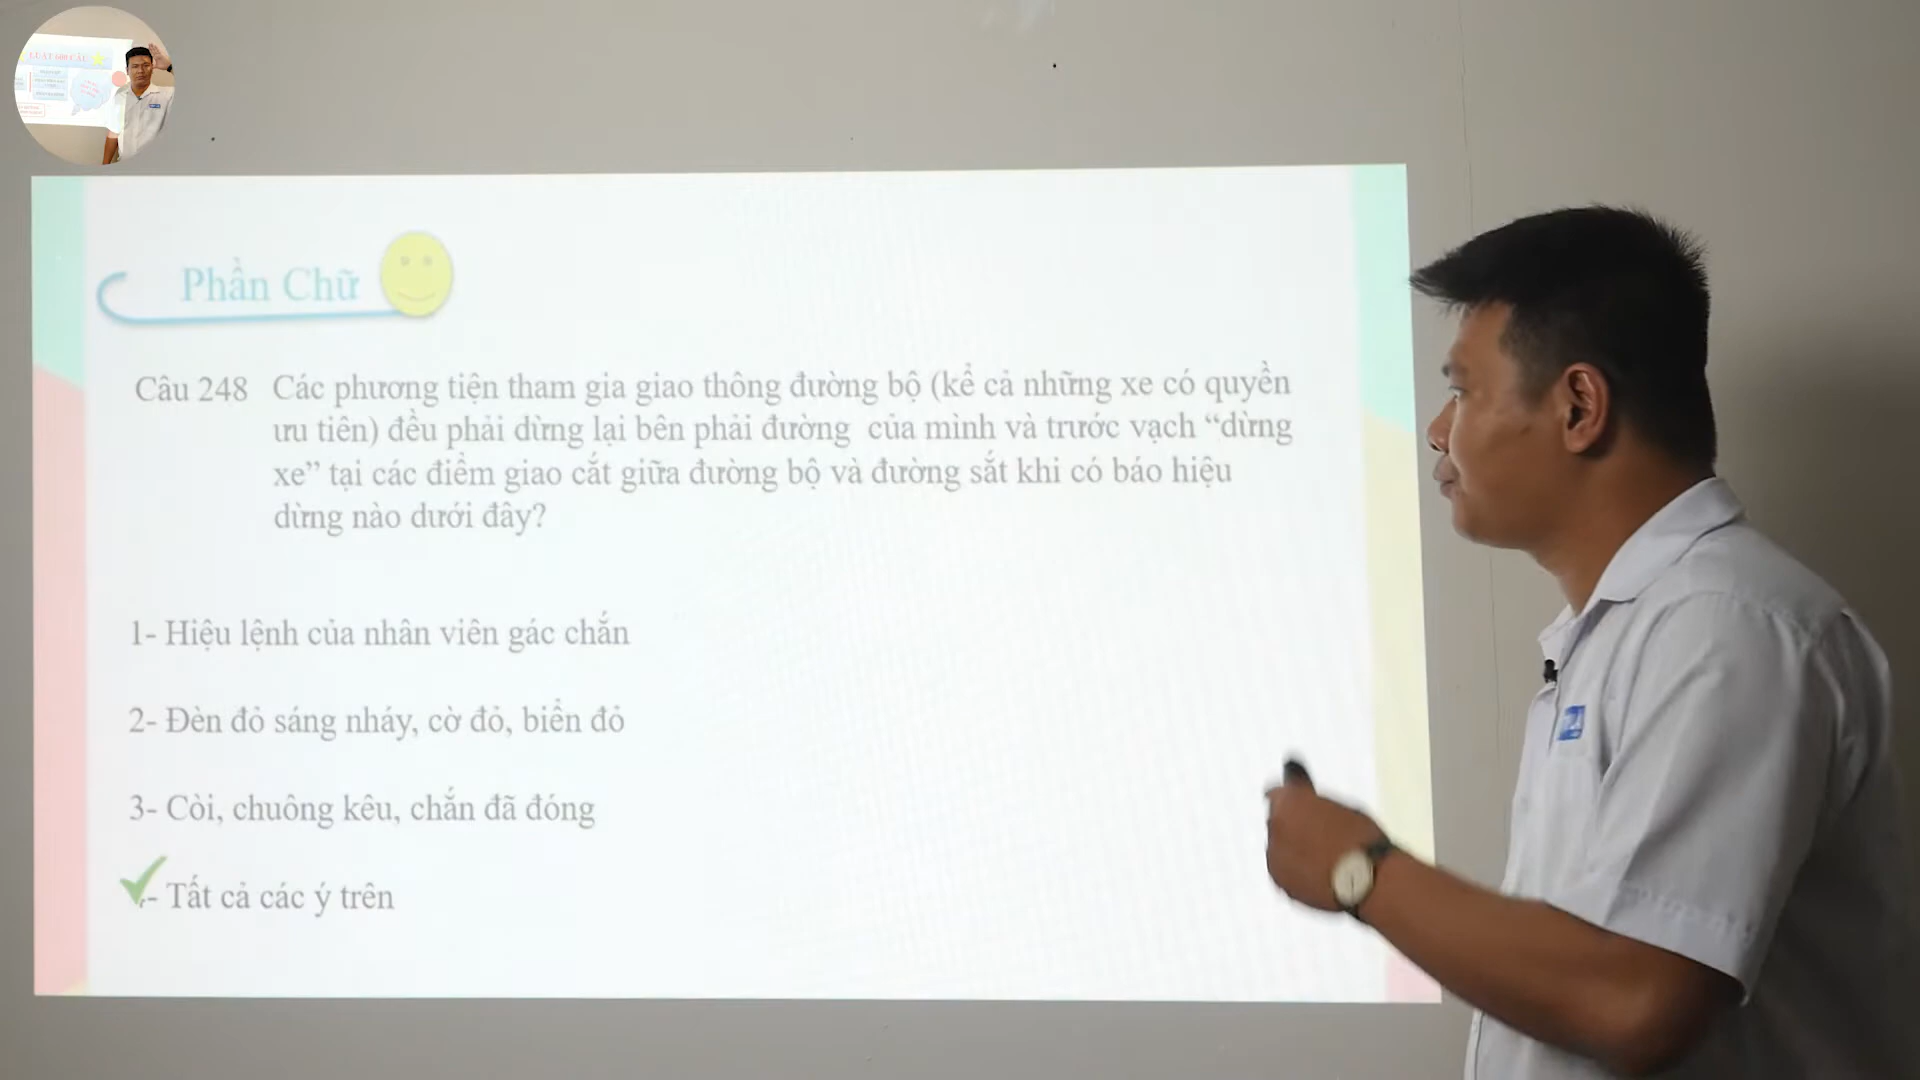 LUẬT 600 CÂU
Phần Chữ
Câu 248 Các phương tiện tham gia giao thông đường bộ (kể cả những xe có quyền
ưu tiên) đều phải dừng lại bên phải đường của mình và trước vạch “dừng
xe” tại các điểm giao cắt giữa đường bộ và đường sắt khi có báo hiệu
dừng nào dưới đây?
1- Hiệu lệnh của nhân viên gác chắn
2- Đèn đỏ sáng nháy, cờ đỏ, biển đỏ
3- Còi, chuông kêu, chắn đã đóng
- Tất cả các ý trên